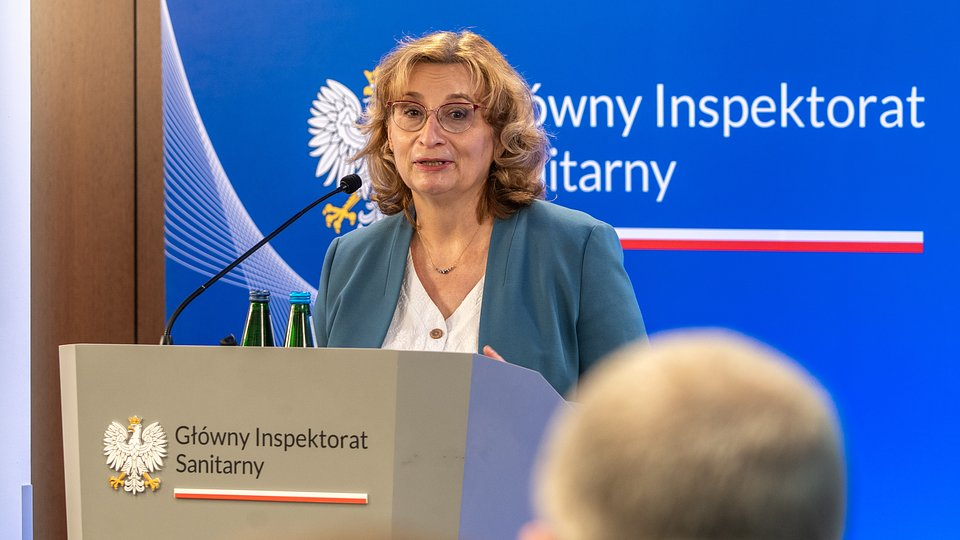 ówny Inspektorat
itarny
Główny Inspektorat
Sanitarny